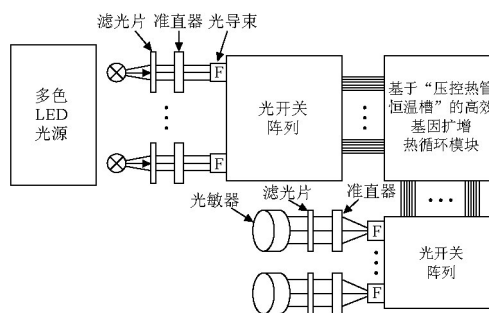 滤光片
准直器
光导束
多色
LED
光源
F
F
光开关
阵列
基于“压控热管
恒温槽”的高效
基因扩增
热循环模块
光敏器
滤光片
准直器
F
F
光开关
阵列